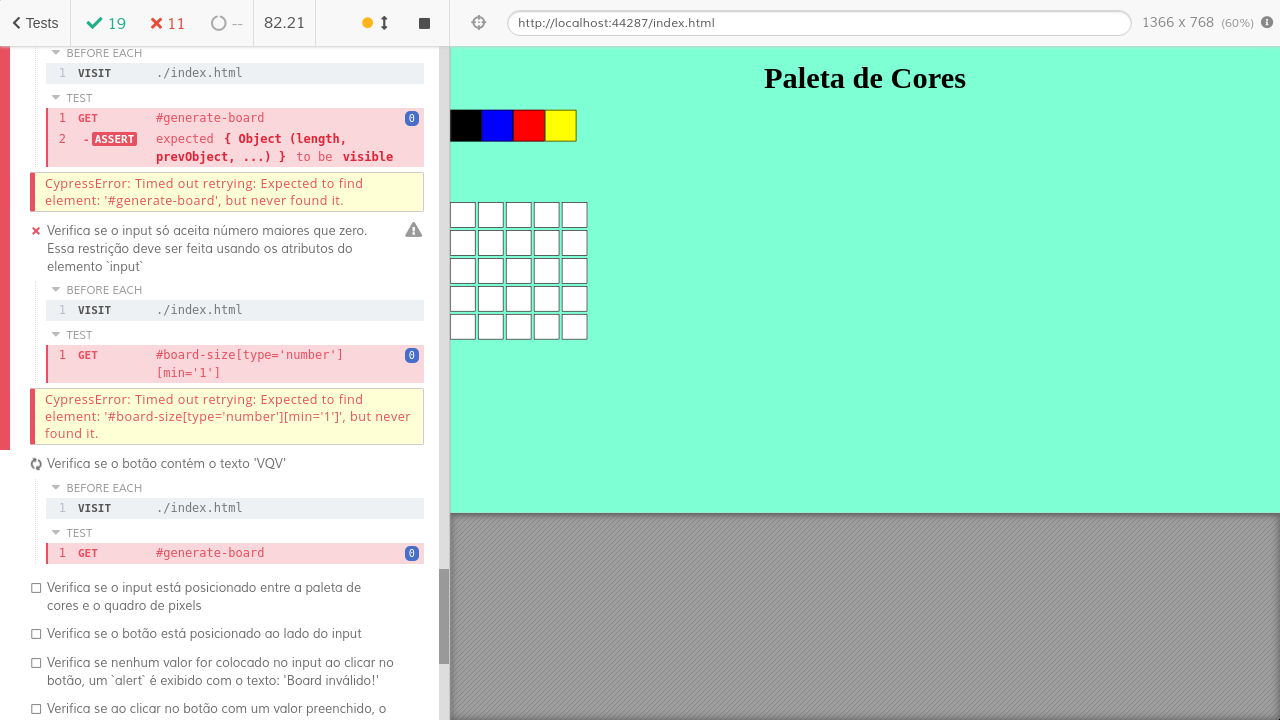 Tests
19
11
--
82.21
http://localhost:44287/index.html
1366 x 768 (60%)
BEFORE EACH
1 VISIT ./index.html
TEST
1 GET #generate-board 0
2 -ASSERT expected { Object (length,
prevObject, ...) } to be visible
CypressError: Timed out retrying: Expected to find
element: '#generate-board', but never found it.
Verifica se o input só aceita número maiores que zero.
Essa restrição deve ser feita usando os atributos do
elemento `input`
BEFORE EACH
1 VISIT ./index.html
TEST
1 GET #board-size[type='number'] 0
[min='1']
CypressError: Timed out retrying: Expected to find
element: '#board-size[type='number'][min='1']', but never
found it.
Verifica se o botão contém o texto 'VQV'
BEFORE EACH
1 VISIT ./index.html
TEST
1 GET #generate-board 0
Verifica se o input está posicionado entre a paleta de
cores e o quadro de pixels
Verifica se o botão está posicionado ao lado do input
Verifica se nenhum valor for colocado no input ao clicar no
botão, um `alert` é exibido com o texto: 'Board inválido!'
Verifica se ao clicar no botão com um valor preenchido, o
Paleta de Cores